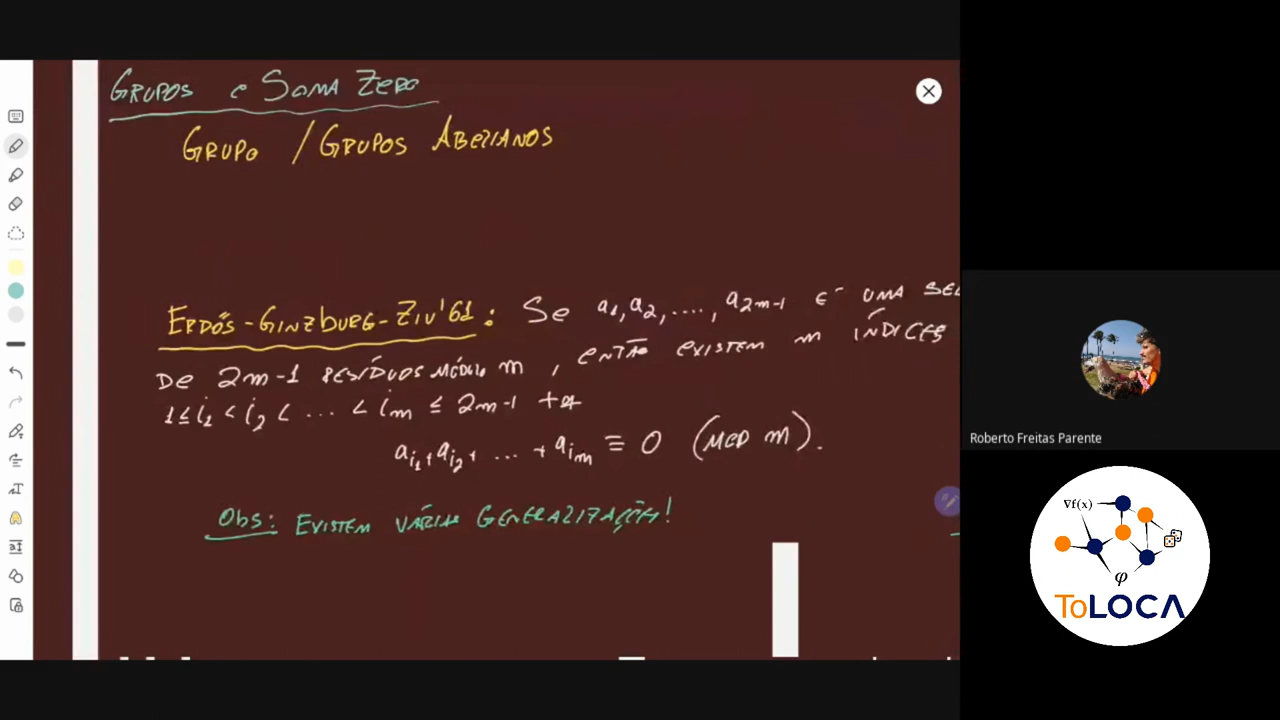 GRUPOS e SOMA ZERO
GRUPO / GRUPOS ABELIANOS
ERDŐS-GINZBURG-ZIV'61: SE a1, a2, ...., a2m-1 É UMA SE
DE 2m-1 RESÍDUOS MÓDULO m, ENTÃO EXISTEM m ÍNDICES
1≤i1<i2< ... <im ≤ 2m-1 tq
ai1+ai2+ ... +aim ≡ 0 (MOD m).
Obs: EXISTEM VÁRIAS GENERALIZAÇÕES!
Roberto Freitas Parente
∇f(x)
φ
ToLOCA